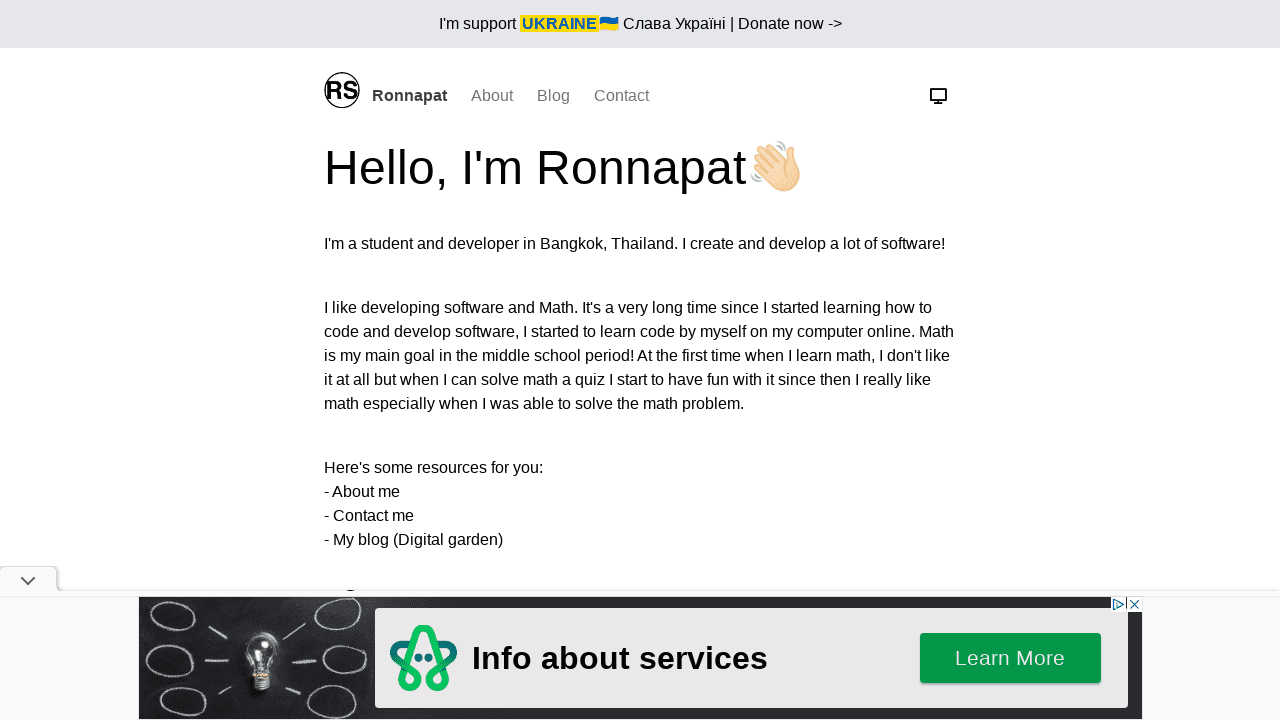 I'm support UKRAINE🇺🇦 Слава Україні | Donate now ->
RS Ronnapat About Blog Contact
Hello, I'm Ronnapat👋🏻
I'm a student and developer in Bangkok, Thailand. I create and develop a lot of software!
I like developing software and Math. It's a very long time since I started learning how to
code and develop software, I started to learn code by myself on my computer online. Math
is my main goal in the middle school period! At the first time when I learn math, I don't like
it at all but when I can solve math a quiz I start to have fun with it since then I really like
math especially when I was able to solve the math problem.
Here's some resources for you:
- About me
- Contact me
- My blog (Digital garden)
Info about services
Learn More